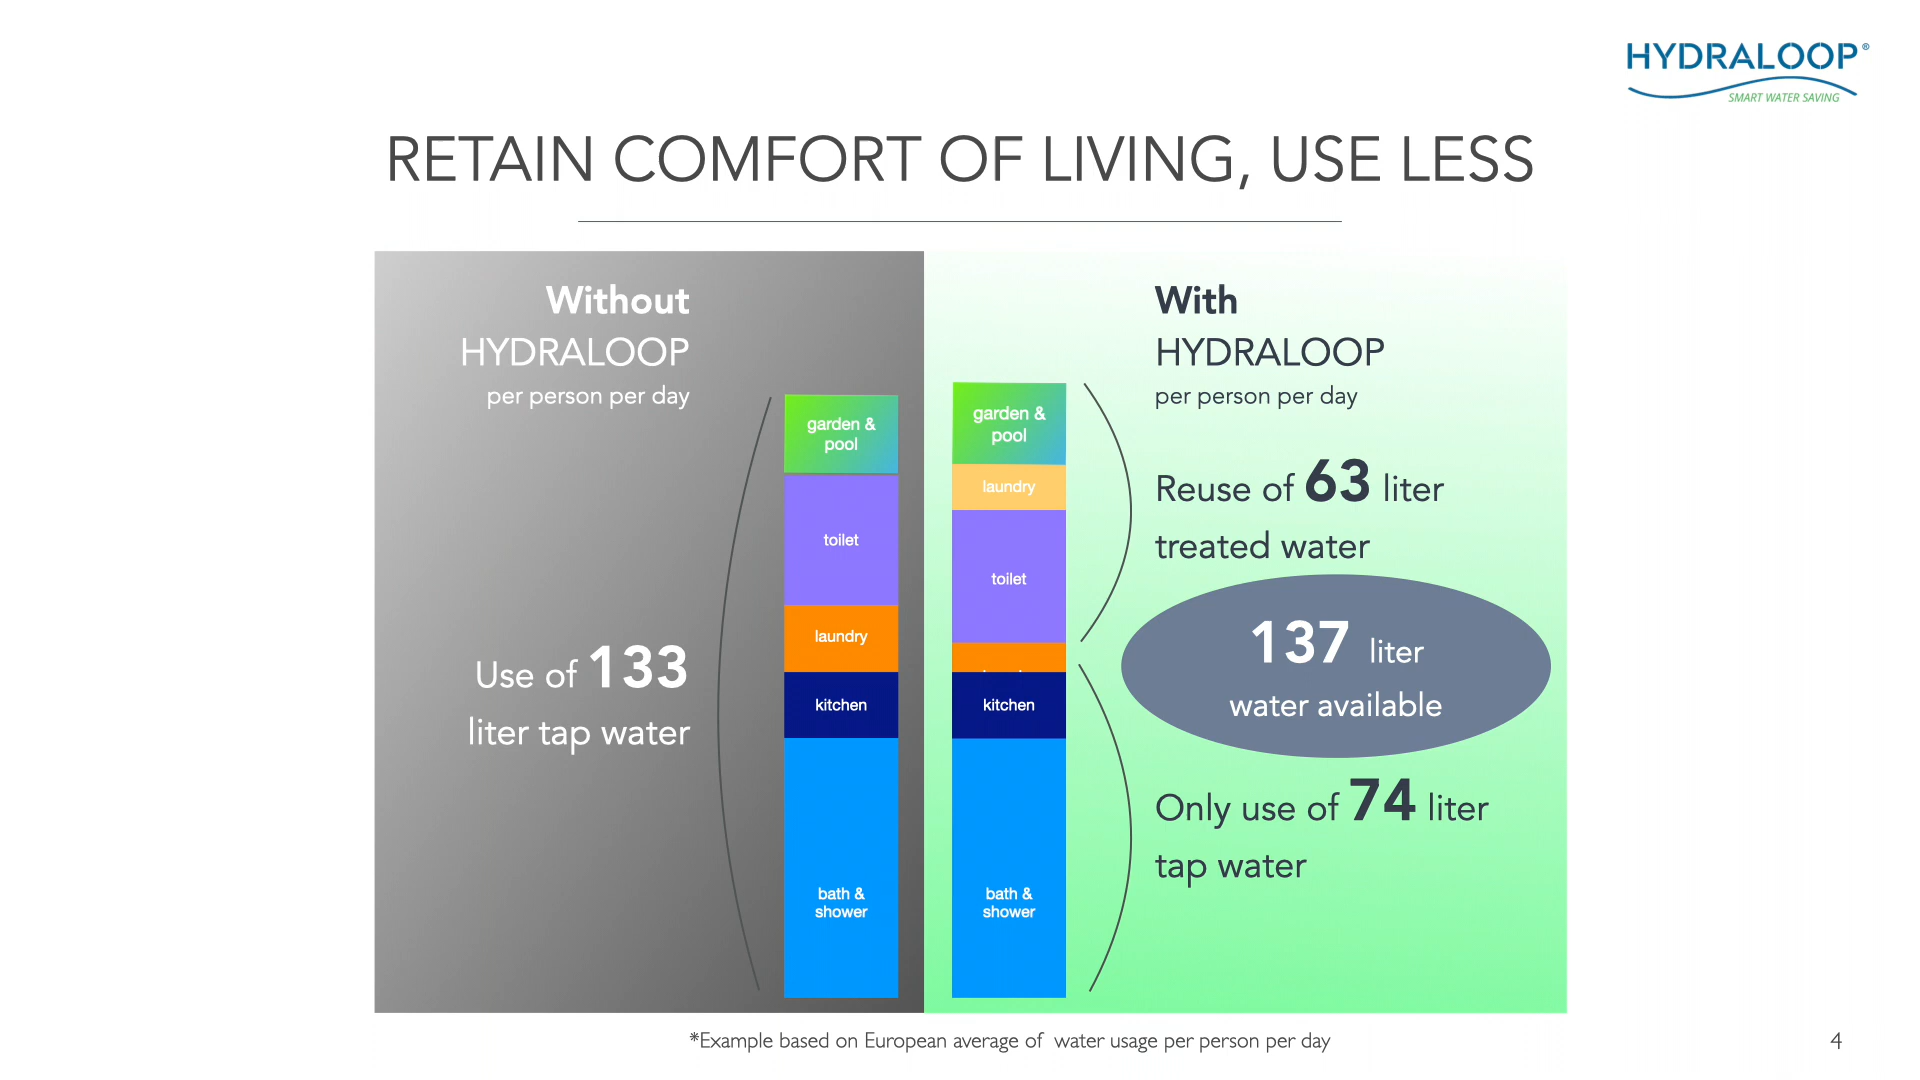 HYDRALOOP®
SMART WATER SAVING
RETAIN COMFORT OF LIVING, USE LESS
Without
HYDRALOOP
per person per day
Use of 133
liter tap water
garden &
pool
toilet
laundry
kitchen
bath &
shower
garden &
pool
laundry
toilet
kitchen
bath &
shower
With
HYDRALOOP
per person per day
Reuse of 63 liter
treated water
137 liter
water available
Only use of 74 liter
tap water
*Example based on European average of water usage per person per day
4